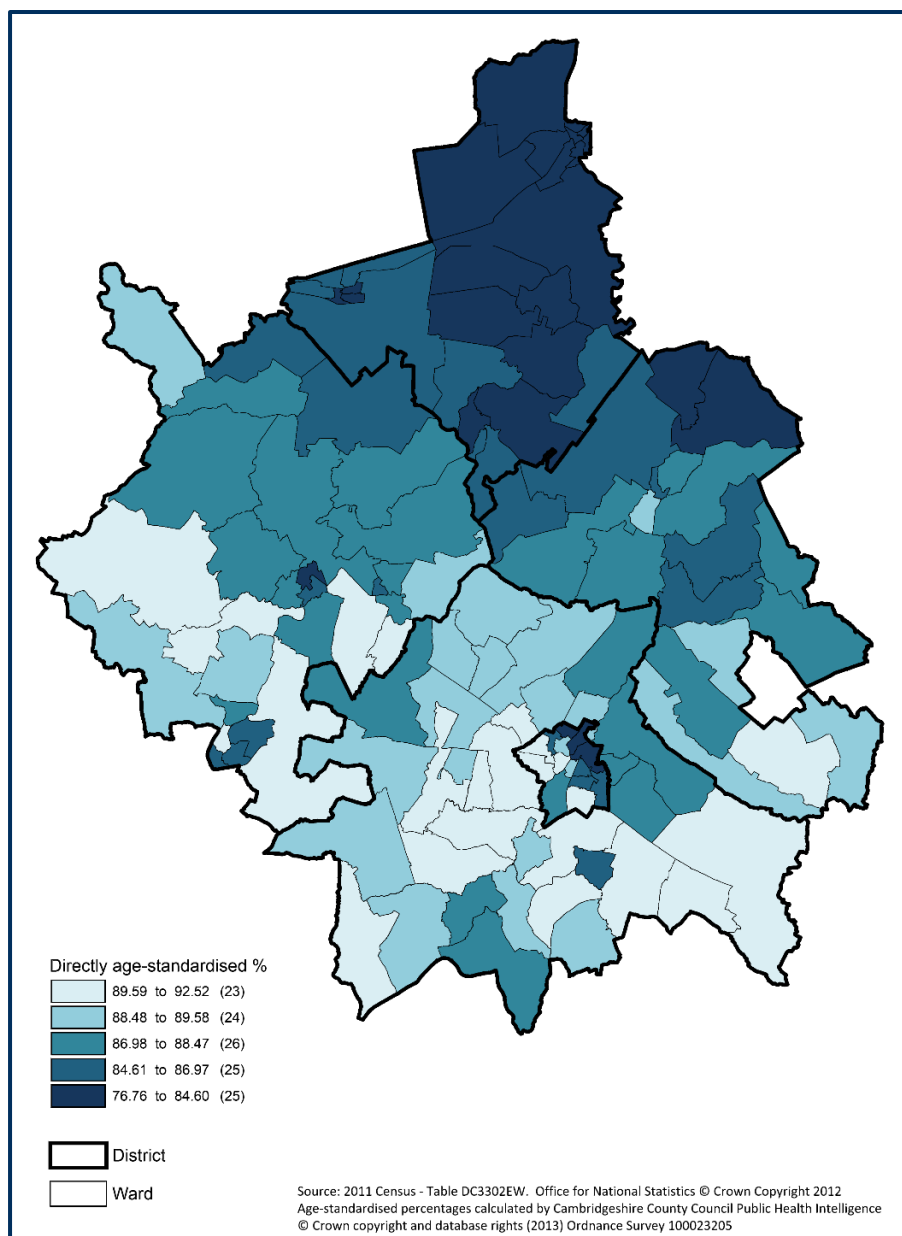 Directly age-standardised %
89.59 to 92.52 (23)
88.48 to 89.58 (24)
86.98 to 88.47 (26)
84.61 to 86.97 (25)
76.76 to 84.60 (25)
District
Ward
Source: 2011 Census - Table DC3302EW. Office for National Statistics © Crown Copyright 2012
Age-standardised percentages calculated by Cambridgeshire County Council Public Health Intelligence
© Crown copyright and database rights (2013) Ordnance Survey 100023205